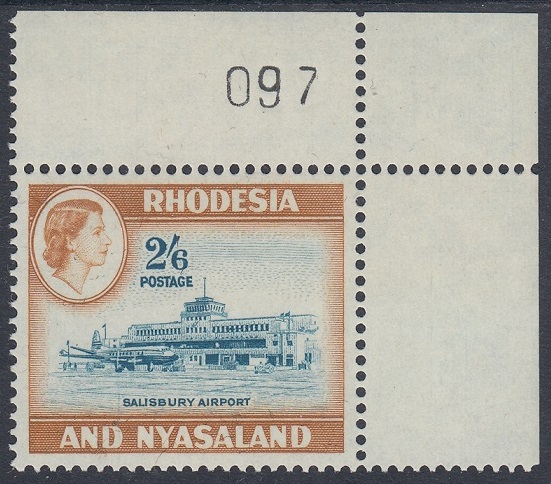 097
RHODESIA
2/6
POSTAGE
SALISBURY AIRPORT
AND NYASALAND